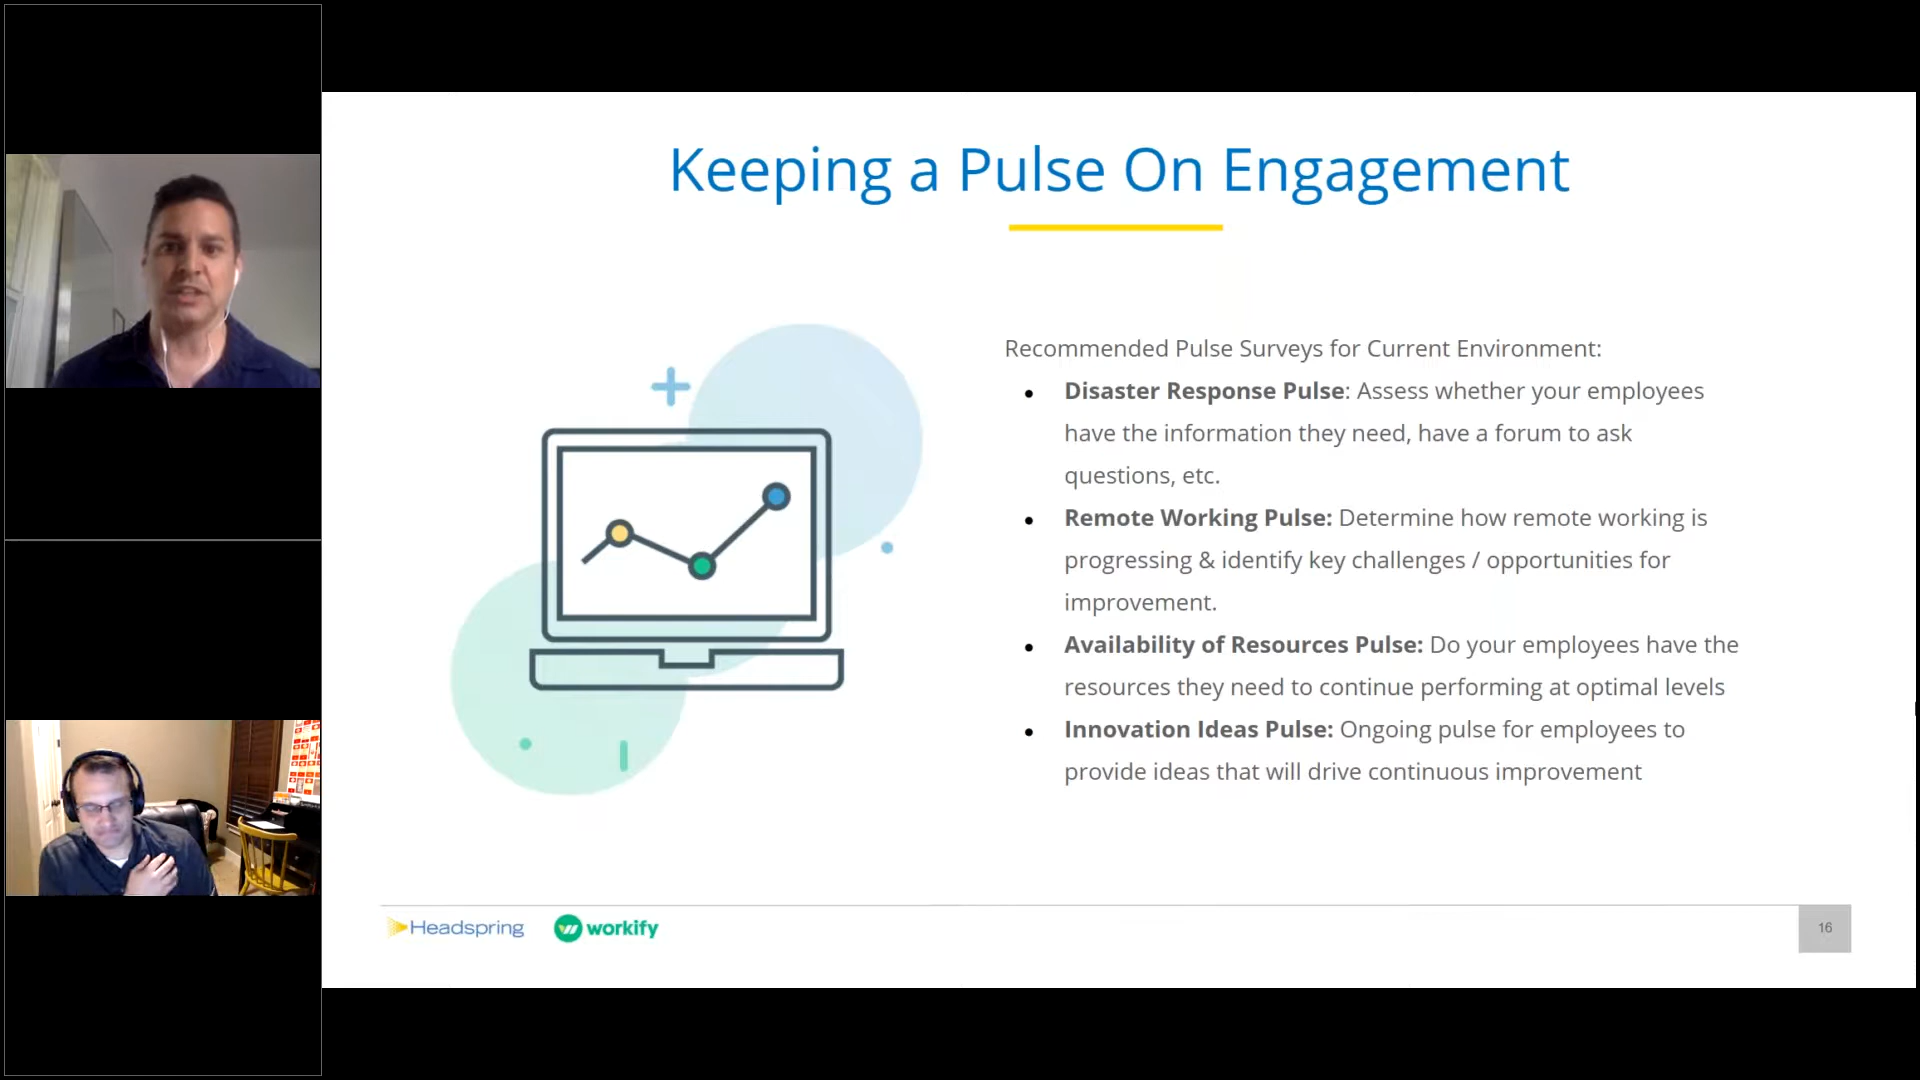 Keeping a Pulse On Engagement
Recommended Pulse Surveys for Current Environment:
● Disaster Response Pulse: Assess whether your employees
have the information they need, have a forum to ask
questions, etc.
● Remote Working Pulse: Determine how remote working is
progressing & identify key challenges / opportunities for
improvement.
● Availability of Resources Pulse: Do your employees have the
resources they need to continue performing at optimal levels
● Innovation Ideas Pulse: Ongoing pulse for employees to
provide ideas that will drive continuous improvement
Headspring workify
16